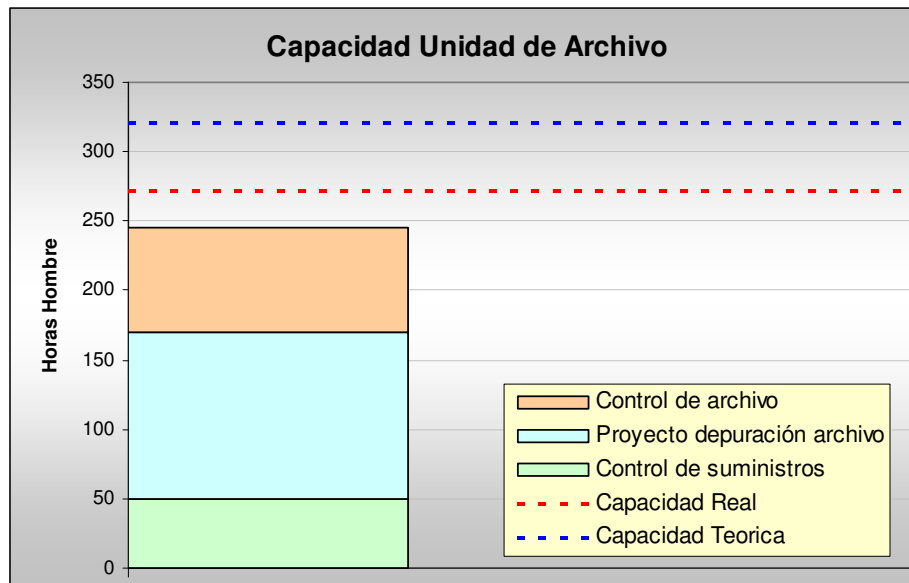 Capacidad Unidad de Archivo
Horas Hombre
350
300
250
200
150
100
50
0
Control de archivo
Proyecto depuración archivo
Control de suministros
Capacidad Real
Capacidad Teorica